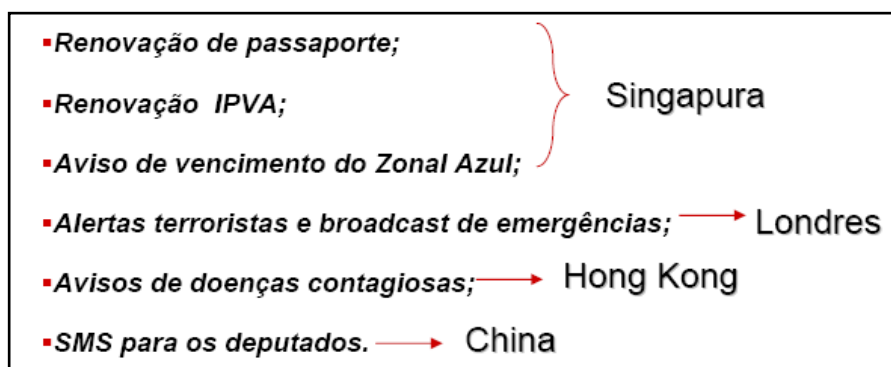 ▪Renovação de passaporte;
▪Renovação IPVA;
Singapura
▪Aviso de vencimento do Zonal Azul;
▪Alertas terroristas e broadcast de emergências; Londres
▪Avisos de doenças contagiosas; Hong Kong
▪SMS para os deputados. China